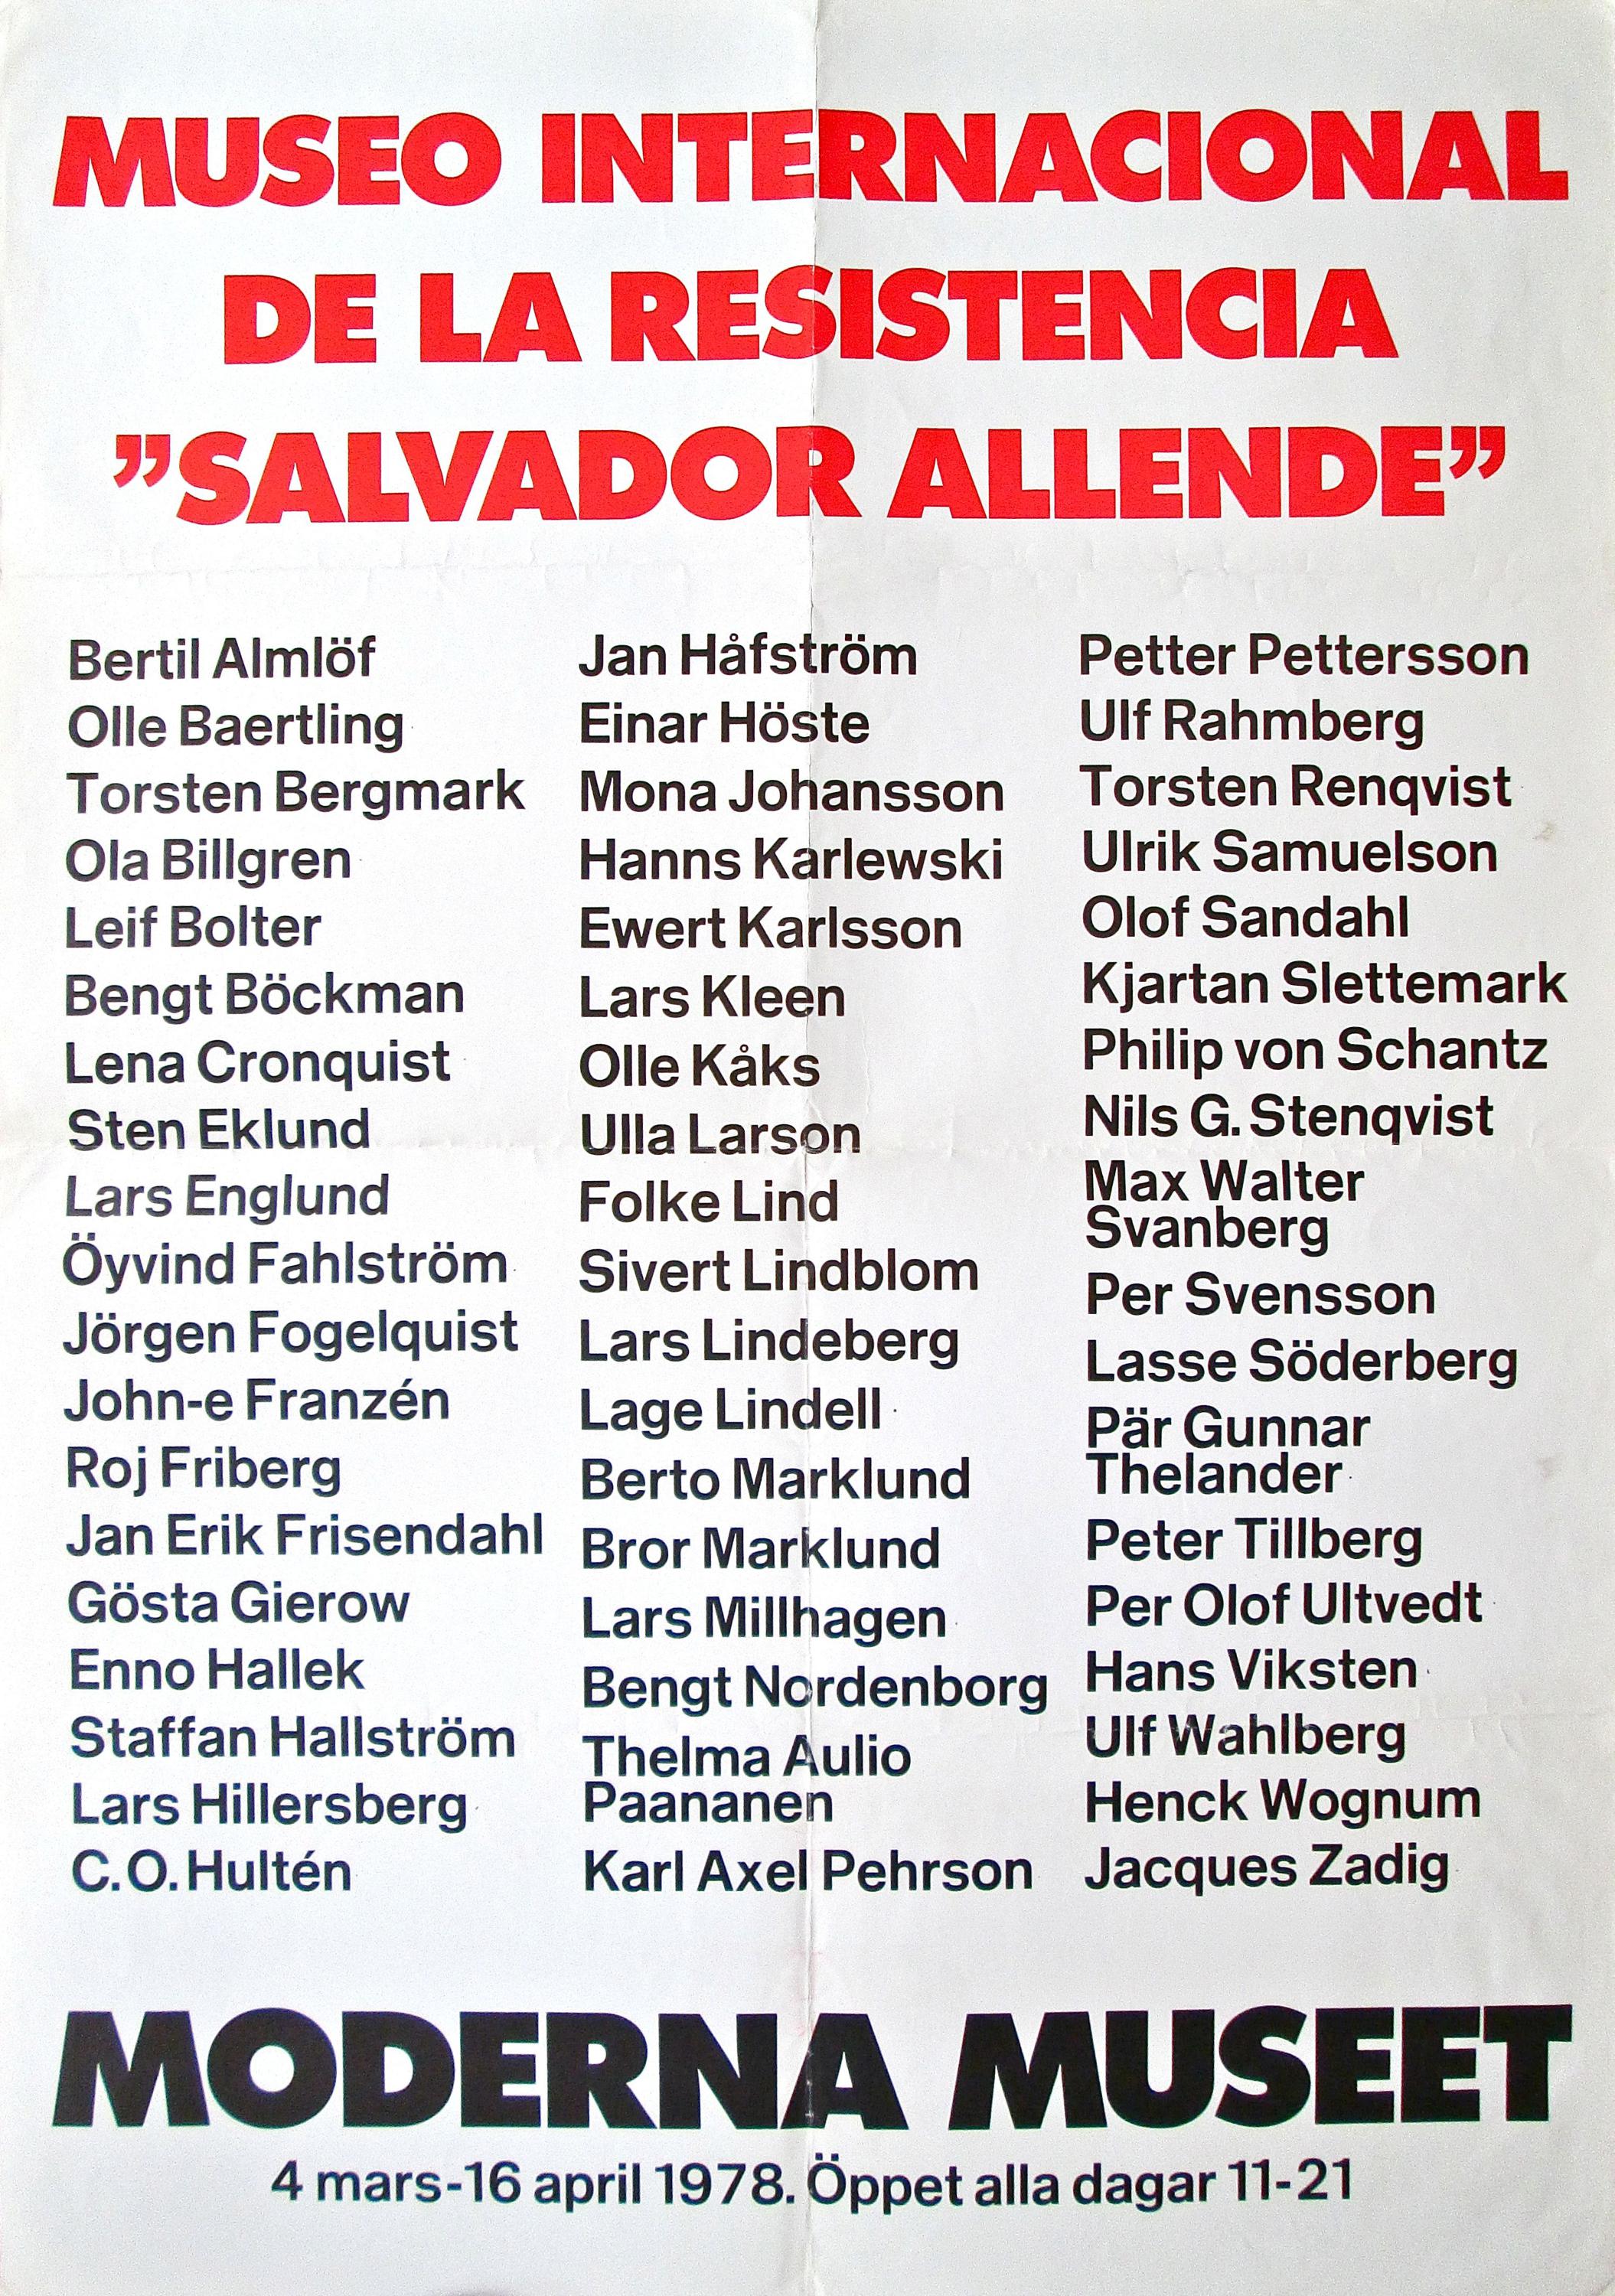 MUSEO INTERNACIONAL
DE LA RESISTENCIA
”SALVADOR ALLENDE”
Bertil Almlöf
Olle Baertling
Torsten Bergmark
Ola Billgren
Leif Bolter
Bengt Böckman
Lena Cronquist
Sten Eklund
Lars Englund
Öyvind Fahlström
Jörgen Fogelquist
John-e Franzén
Roj Friberg
Jan Erik Frisendahl
Gösta Gierow
Enno Hallek
Staffan Hallström
Lars Hillersberg
C.O. Hultén
Jan Håfström
Einar Höste
Mona Johansson
Hanns Karlewski
Ewert Karlsson
Lars Kleen
Olle Kåks
Ulla Larson
Folke Lind
Sivert Lindblom
Lars Lindeberg
Lage Lindell
Berto Marklund
Bror Marklund
Lars Millhagen
Bengt Nordenborg
Thelma Aulio
Paananen
Karl Axel Pehrson
Petter Pettersson
Ulf Rahmberg
Torsten Renqvist
Ulrik Samuelson
Olof Sandahl
Kjartan Slettemark
Philip von Schantz
Nils G. Stenqvist
Max Walter
Svanberg
Per Svensson
Lasse Söderberg
Pär Gunnar
Thelander
Peter Tillberg
Per Olof Ultvedt
Hans Viksten
Ulf Wahlberg
Henck Wognum
Jacques Zadig
MODERNA MUSEET
4 mars-16 april 1978. Öppet alla dagar 11-21